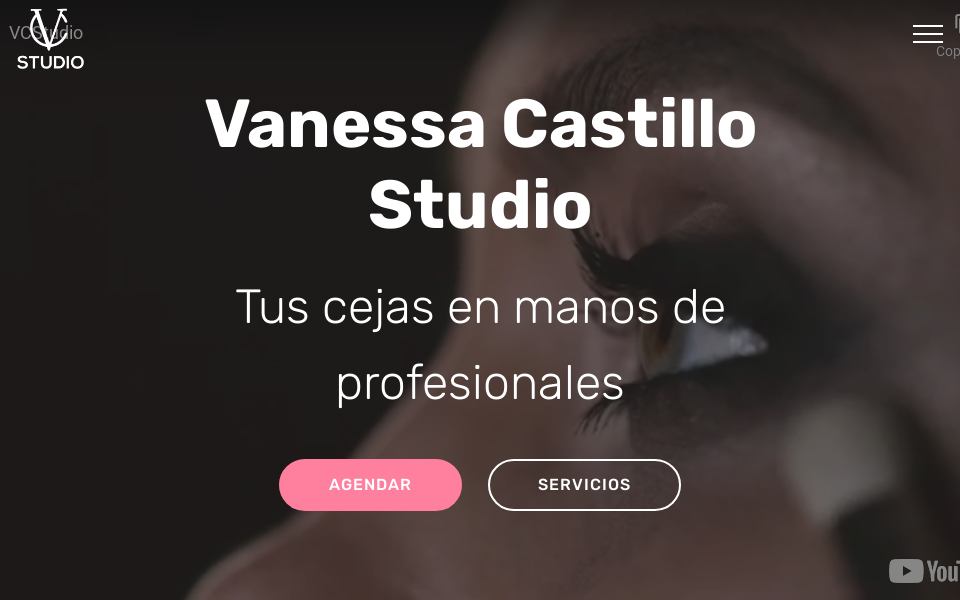 VCStudio
VC
STUDIO
Cop
Vanessa Castillo
Studio
Tus cejas en manos de
profesionales
AGENDAR
SERVICIOS
YouT